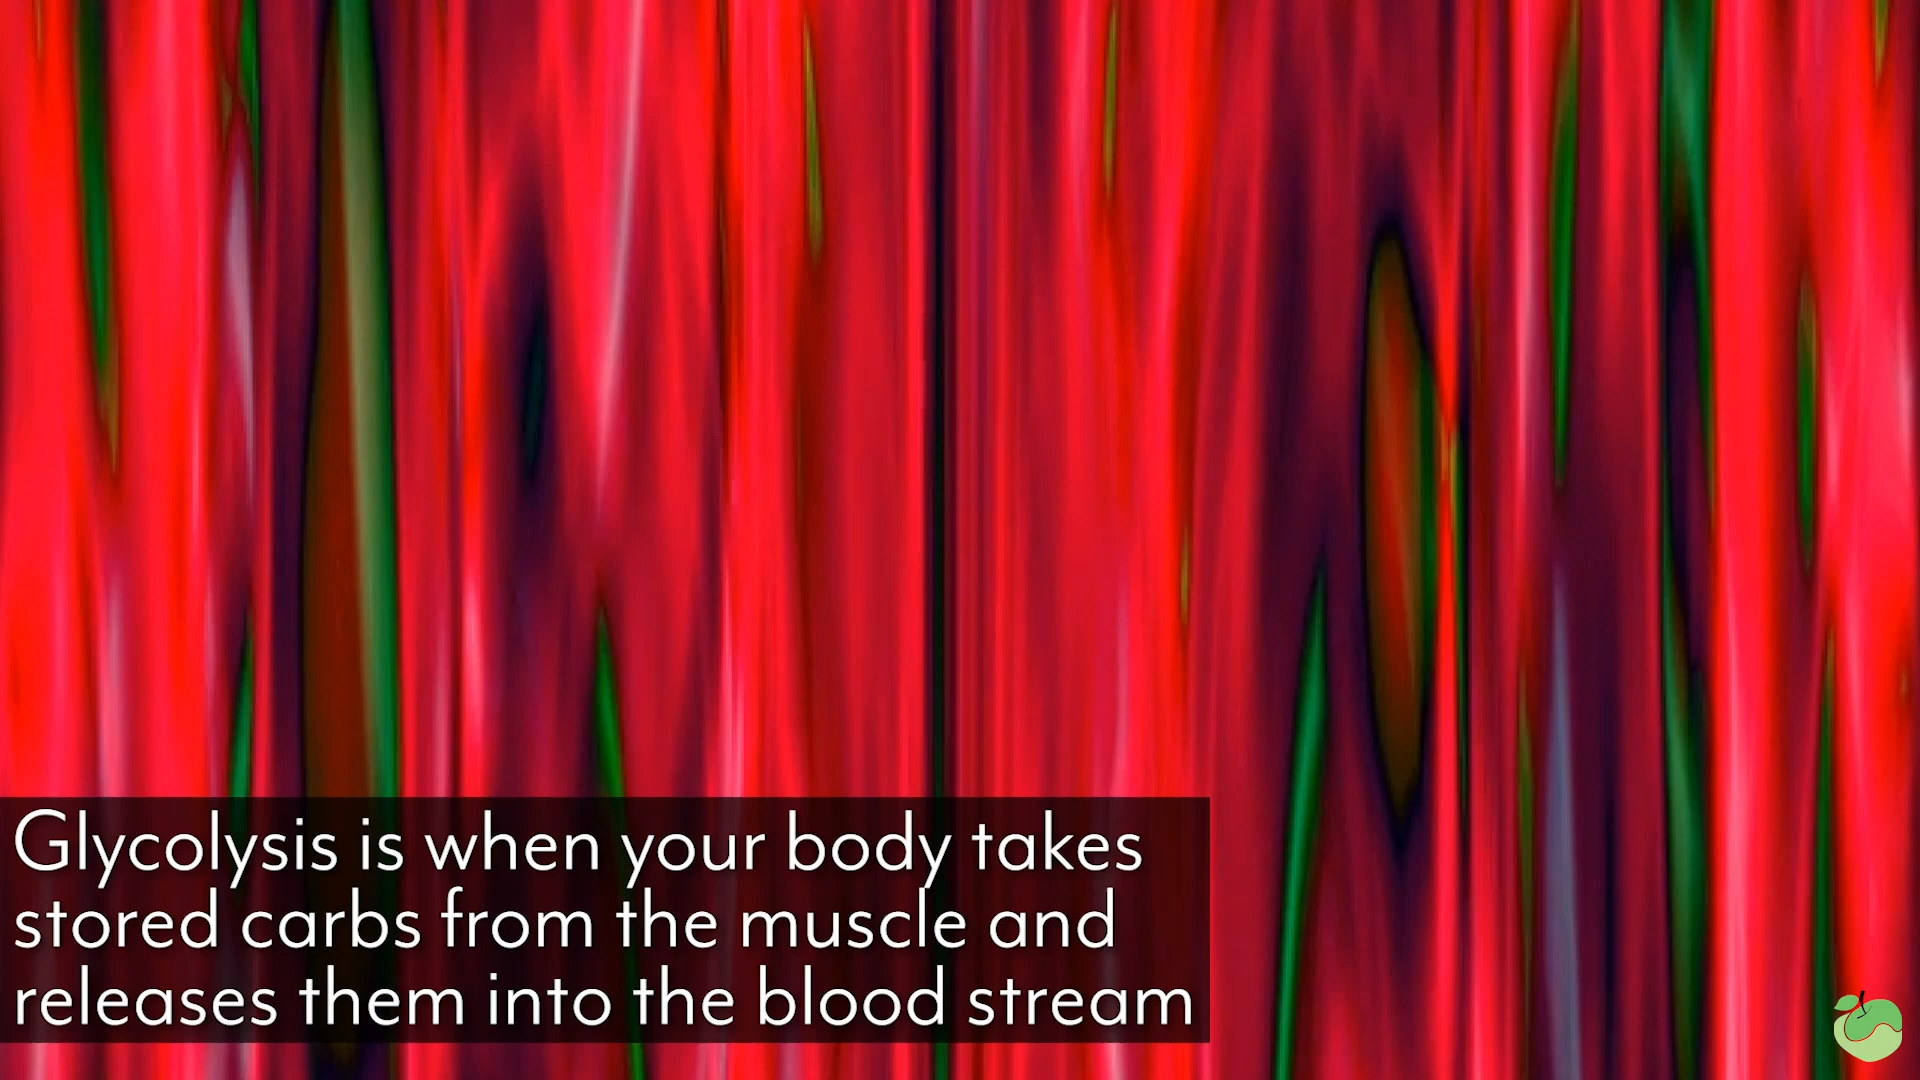 Glycolysis is when your body takes
stored carbs from the muscle and
releases them into the blood stream